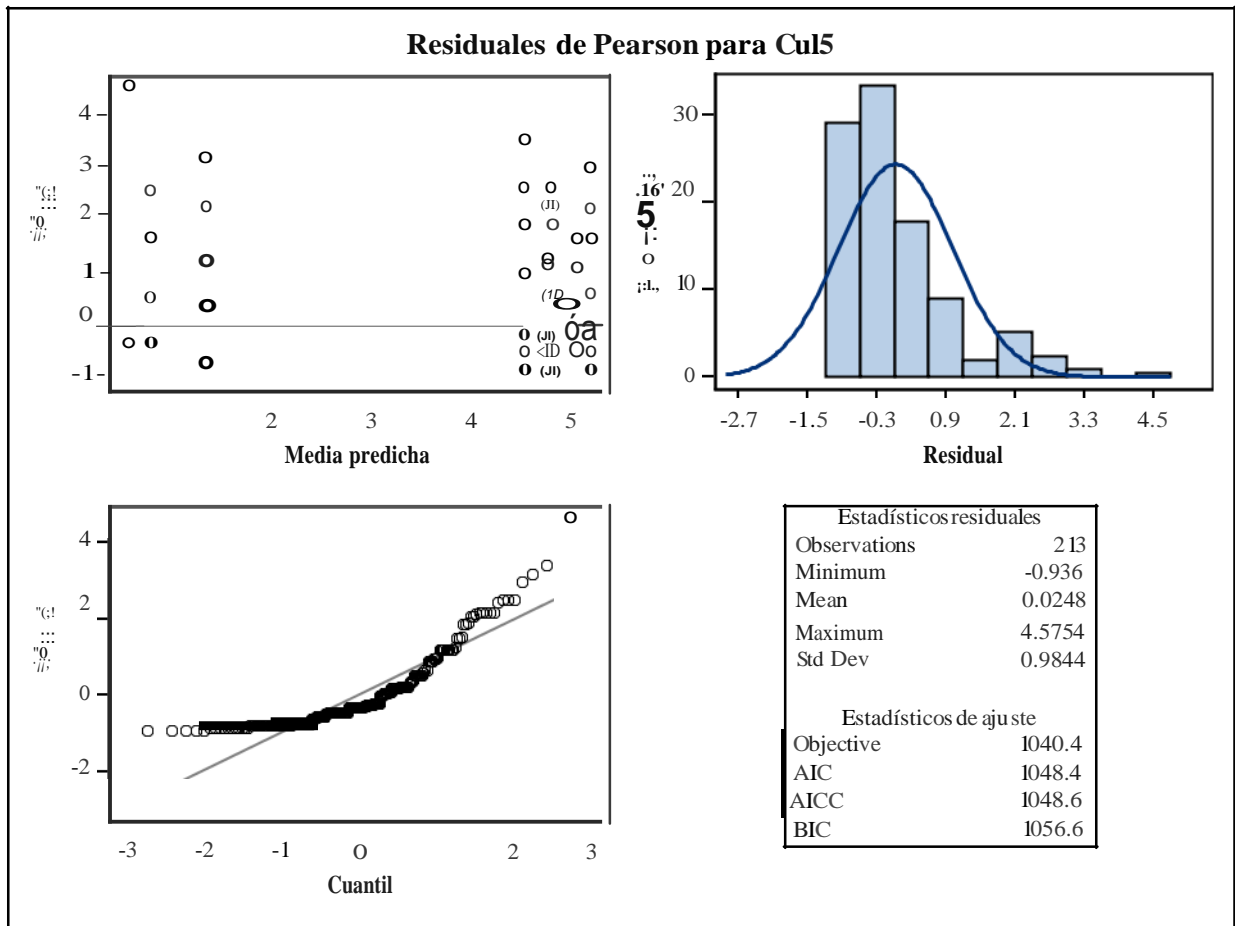 Residuales de Pearson para Cul5
4
3
2
1
0
-1
2 3 4 5
Media predicha
30
20
10
0
-2.7 -1.5 -0.3 0.9 2.1 3.3 4.5
Residual
4
2
0
-2
-3 -2 -1 O 2 3
Cuantil
Estadísticos residuales
Observations 213
Minimum -0.936
Mean 0.0248
Maximum 4.5754
Std Dev 0.9844
Estadísticos de ajuste
Objective 1040.4
AIC 1048.4
AICC 1048.6
BIC 1056.6